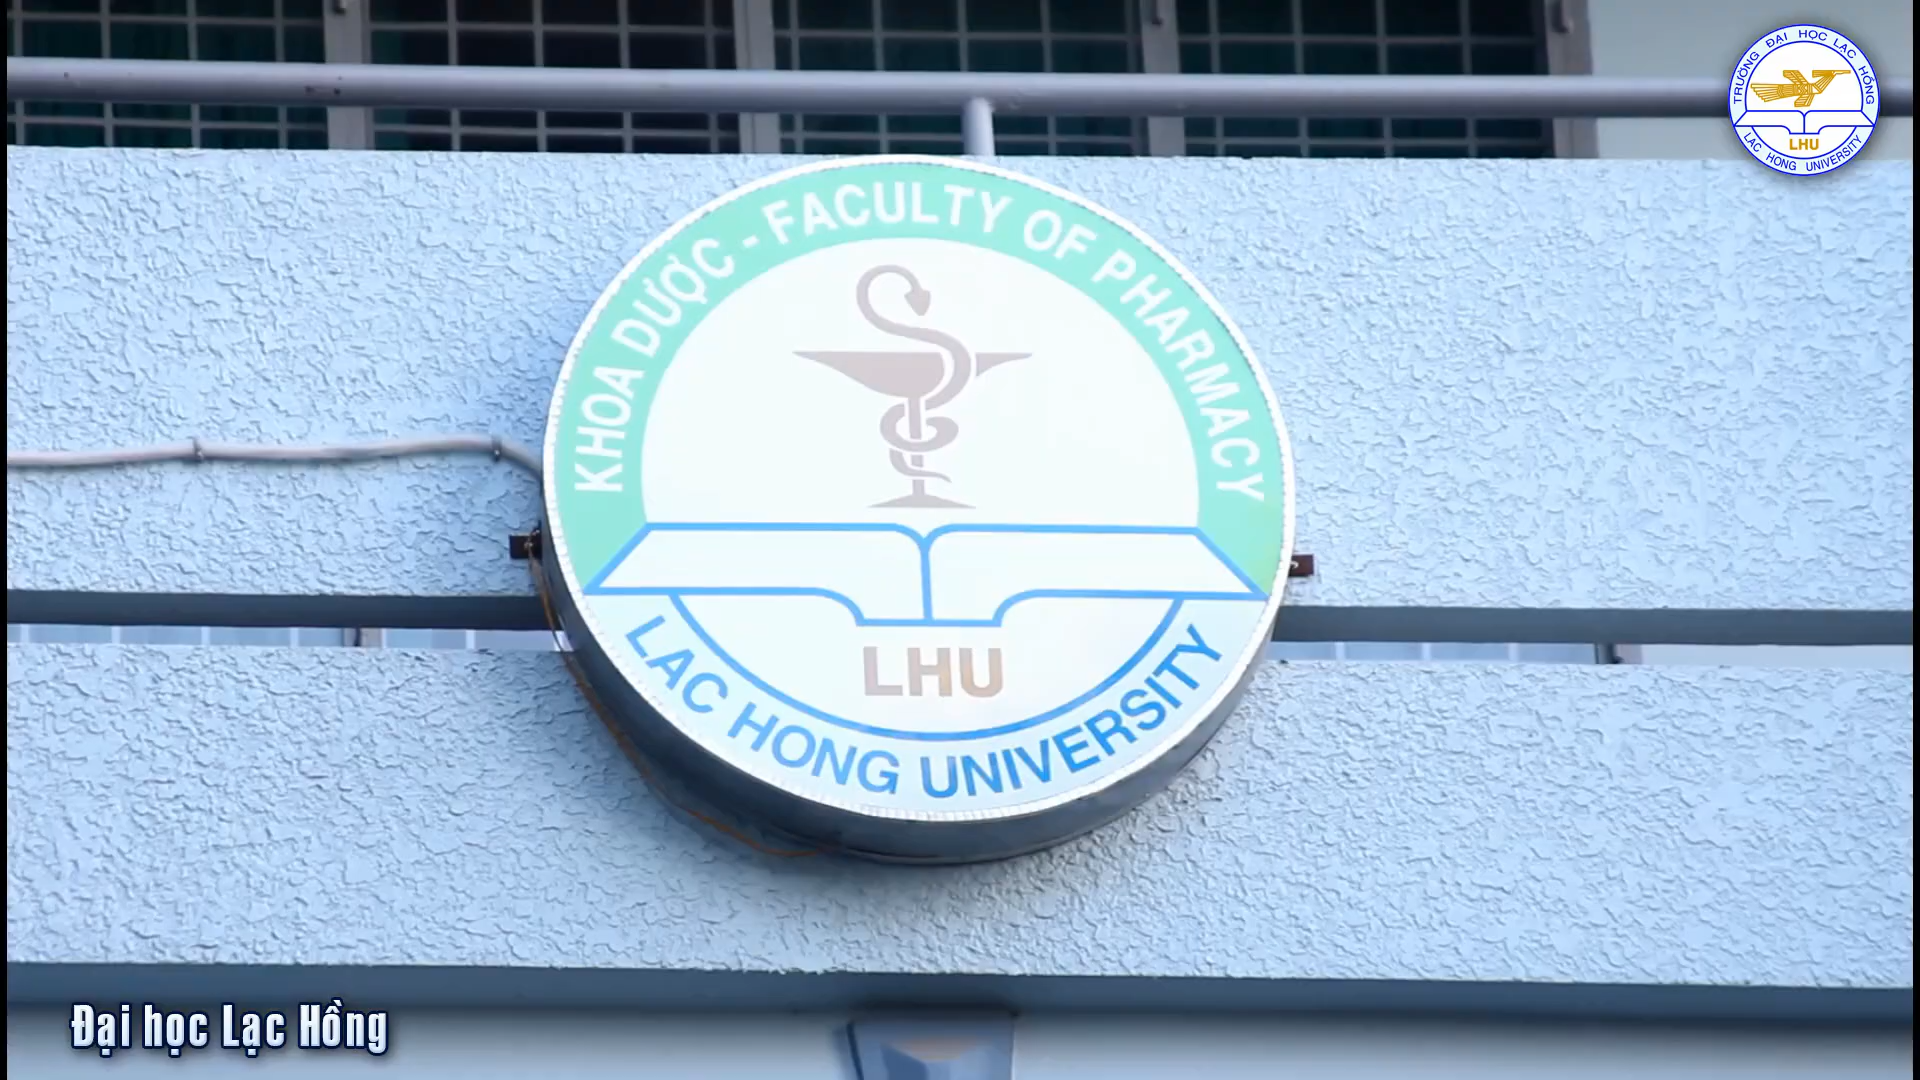 TRƯỜNG ĐẠI HỌC LẠC HỒNG
LHU
LAC HONG UNIVERSITY
KHOA DƯỢC - FACULTY OF PHARMACY
LHU
LAC HONG UNIVERSITY
Đại học Lạc Hồng